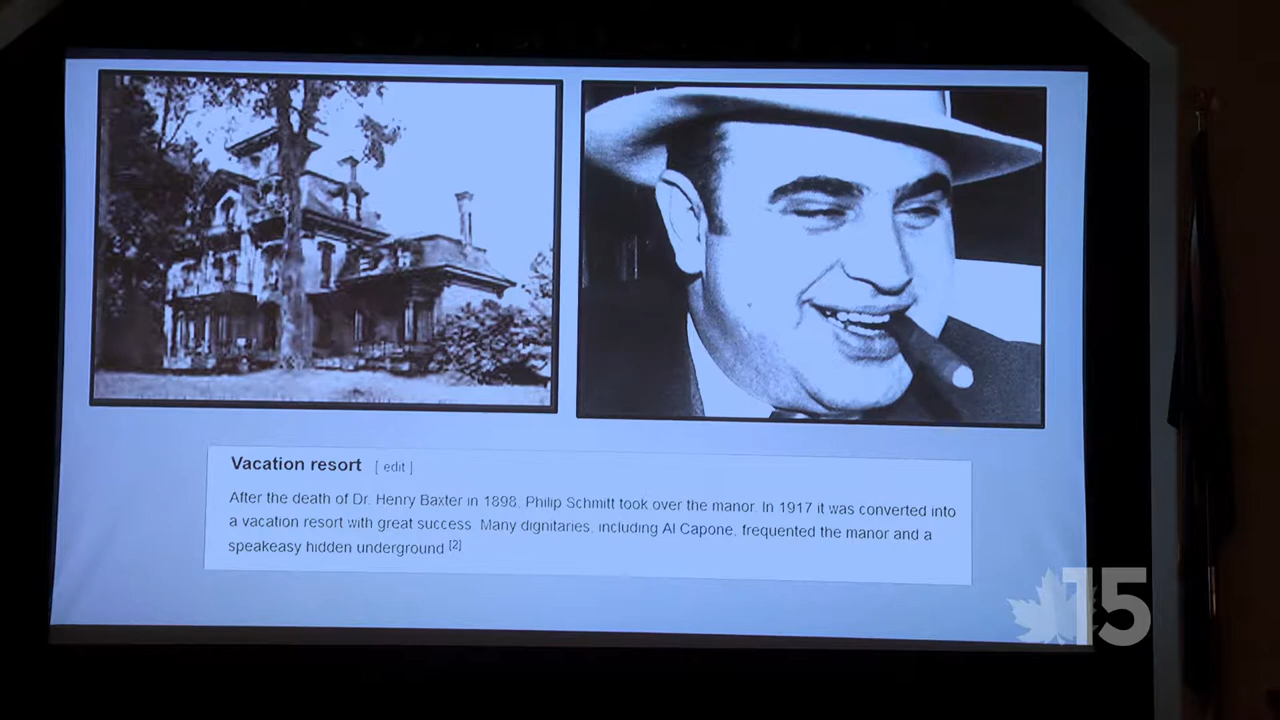 Vacation resort [ edit ]
After the death of Dr. Henry Baxter in 1898, Philip Schmitt took over the manor. In 1917 it was converted into
a vacation resort with great success. Many dignitaries, including Al Capone, frequented the manor and a
speakeasy hidden underground.[2]
15